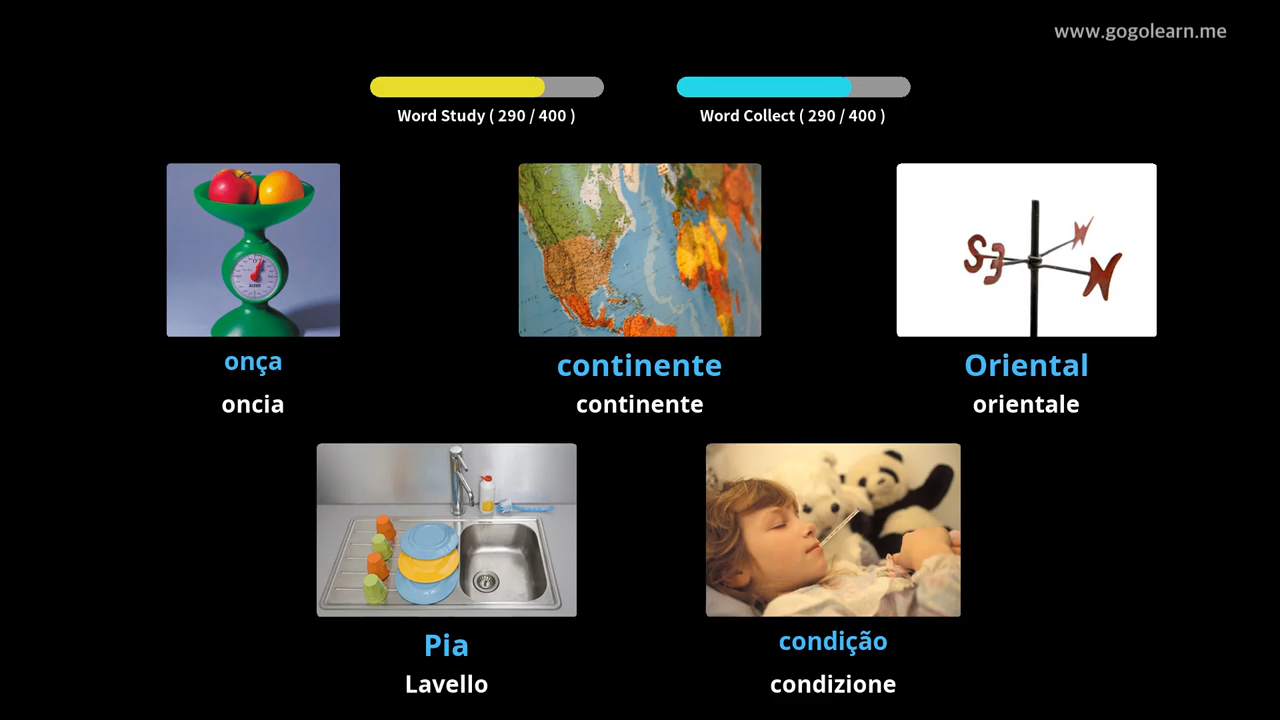 www.gogolearn.me
Word Study ( 290 / 400 )
Word Collect ( 290 / 400 )
onça
oncia
continente
continente
Oriental
orientale
S
E
N
Pia
Lavello
condição
condizione